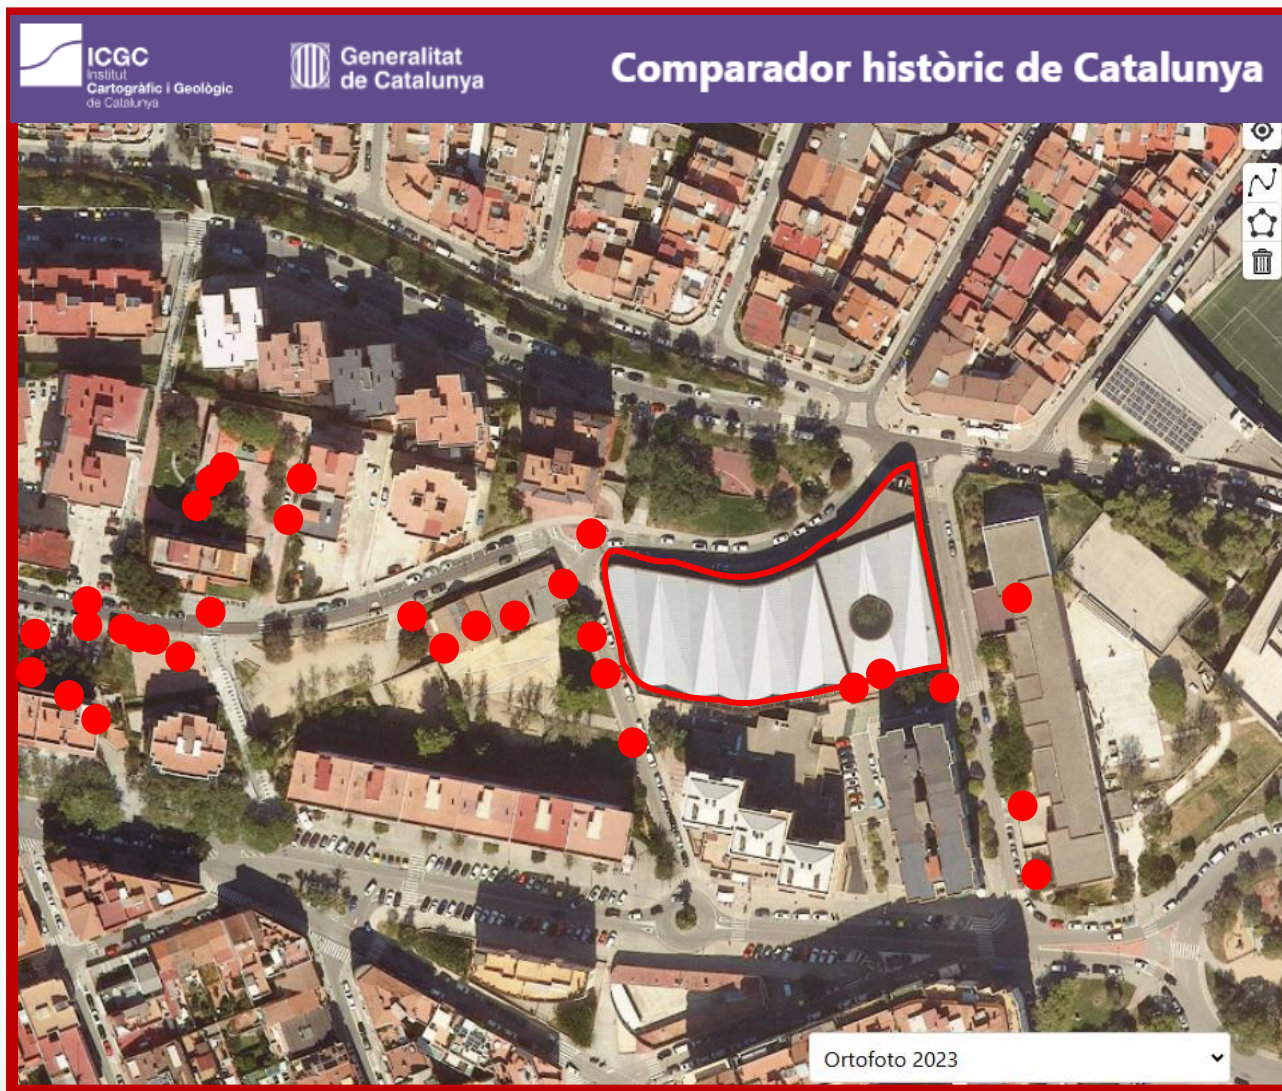 ICGC
Institut
Cartogràfic i Geològic
de Catalunya
Generalitat
de Catalunya
Comparador històric de Catalunya
Ortofoto 2023